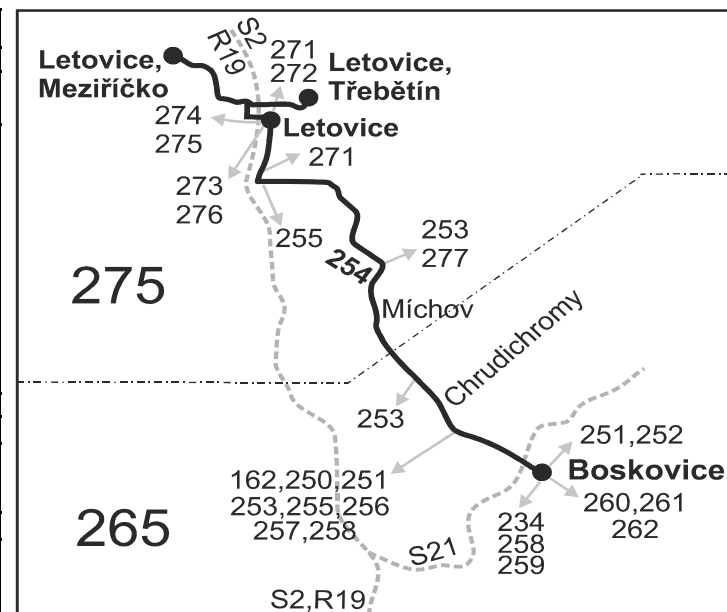 S2
R19
271
272
Letovice,
Meziříčko
Letovice,
Třebětín
274
275
Letovice
271
273
276
255
253
277
254
275
Míchov
Chrudichromy
253
251,252
Boskovice
162,250,251
253,255,256
257,258
260,261
262
234
258
259
265
S21
S2,R19